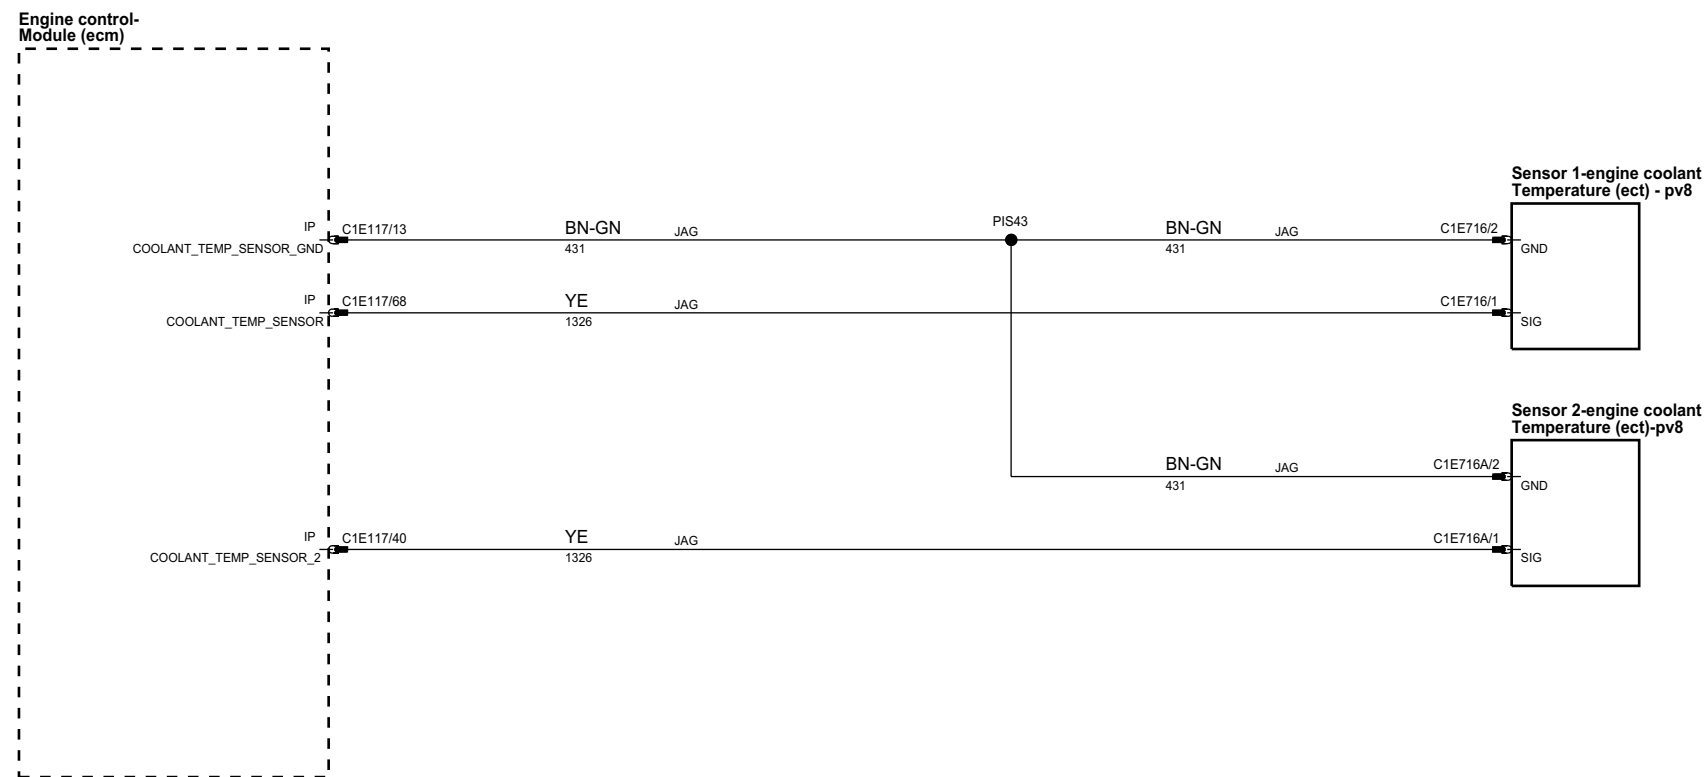 Engine control-
Module (ecm)
Sensor 1-engine coolant
Temperature (ect) - pv8
IP
C1E117/13
BN-GN
JAG
PIS43
BN-GN
JAG
C1E716/2
COOLANT_TEMP_SENSOR_GND
431
431
GND
IP
C1E117/68
YE
JAG
C1E716/1
COOLANT_TEMP_SENSOR
1326
SIG
Sensor 2-engine coolant
Temperature (ect)-pv8
BN-GN
JAG
C1E716A/2
431
GND
IP
C1E117/40
YE
JAG
C1E716A/1
COOLANT_TEMP_SENSOR_2
1326
SIG